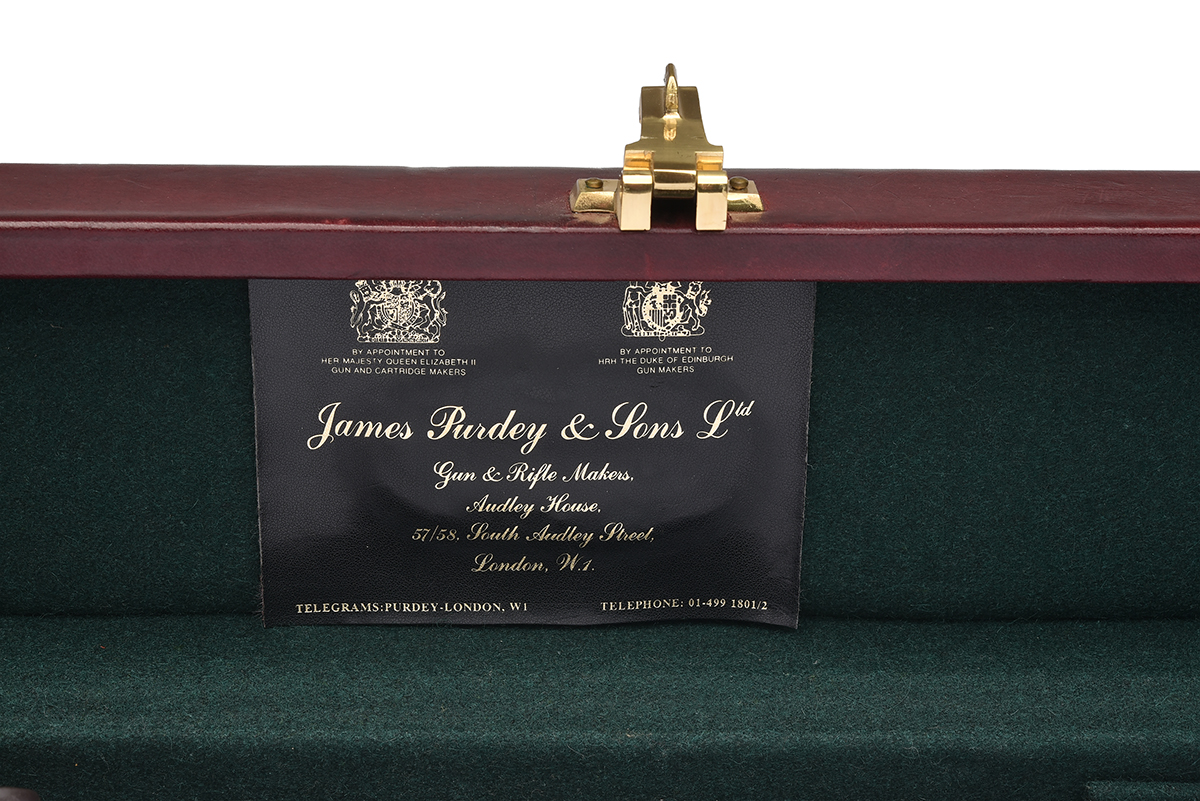 BY APPOINTMENT TO
HER MAJESTY QUEEN ELIZABETH II
GUN AND CARTRIDGE MAKERS
BY APPOINTMENT TO
HRH THE DUKE OF EDINBURGH
GUN MAKERS
James Purdey & Sons Ltd
Gun & Rifle Makers,
Audley House,
57/58, South Audley Street,
London, W.1.
TELEGRAMS:PURDEY-LONDON, W1
TELEPHONE: 01-499 1801/2